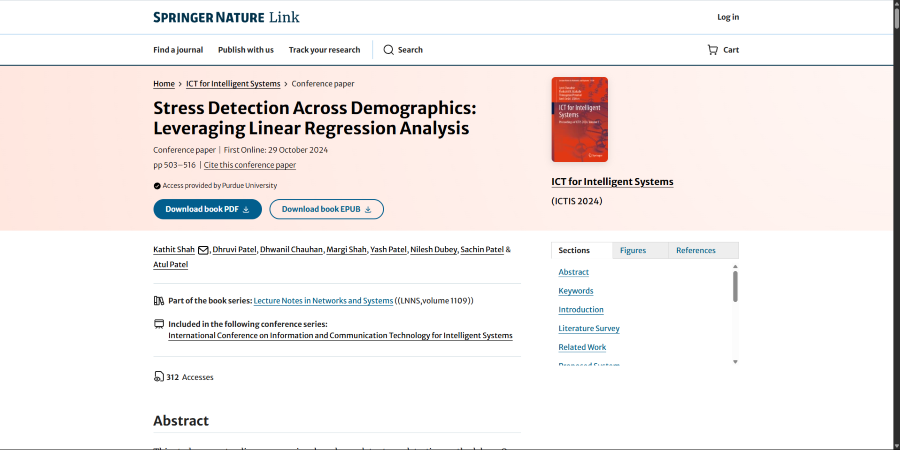 SPRINGER NATURE Link
Log in
Find a journal Publish with us Track your research Search Cart
Home > ICT for Intelligent Systems > Conference paper
Stress Detection Across Demographics:
Leveraging Linear Regression Analysis
Conference paper | First Online: 29 October 2024
pp 503–516 | Cite this conference paper
Access provided by Purdue University
Download book PDF Download book EPUB
ICT for Intelligent Systems
ICT for Intelligent Systems
(ICTIS 2024)
Kathit Shah, Dhruvi Patel, Dhwanil Chauhan, Margi Shah, Yash Patel, Nilesh Dubey, Sachin Patel &
Atul Patel
Part of the book series: Lecture Notes in Networks and Systems ((LNNS,volume 1109))
Included in the following conference series:
International Conference on Information and Communication Technology for Intelligent Systems
312 Accesses
Abstract
Sections Figures References
Abstract
Keywords
Introduction
Literature Survey
Related Work